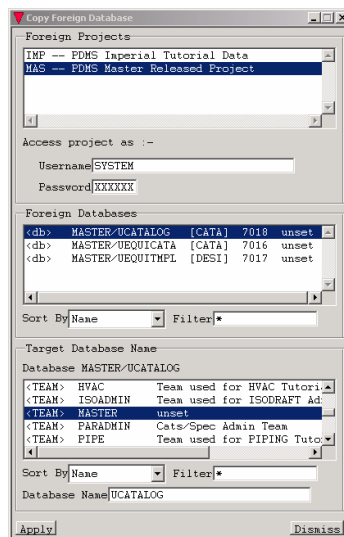 Copy Foreign Database
Foreign Projects
IMP -- PDMS Imperial Tutorial Data
MAS -- PDMS Master Released Project
Access project as :-
Username SYSTEM
Password XXXXXX
Foreign Databases
<db> MASTER/UCATALOG [CATA] 7018 unset
<db> MASTER/UEQUICATA [CATA] 7016 unset
<db> MASTER/UEQUITMPL [DESI] 7017 unset
Sort By Name Filter *
Target Database Name
Database MASTER/UCATALOG
<TEAM> HVAC Team used for HVAC Tutori
<TEAM> ISOADMIN Team used for ISODRAFT Ad
<TEAM> MASTER unset
<TEAM> PARADMIN Cats/Spec Admin Team
<TEAM> PIPE Team used for PIPING Tuto
Sort By Name Filter *
Database Name UCATALOG
Apply Dismiss